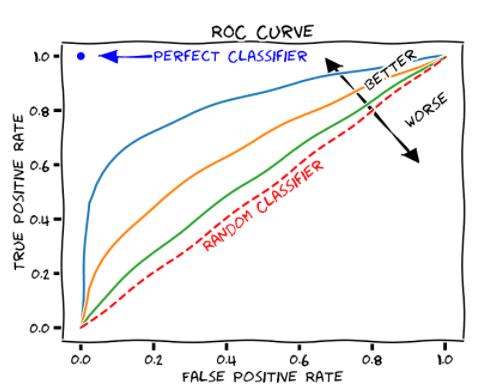 ROC CURVE
1.0
PERFECT CLASSIFIER
BETTER
WORSE
0.8
0.6
0.4
0.2
0.0
TRUE POSITIVE RATE
RANDOM CLASSIFIER
0.0 0.2 0.4 0.6 0.8 1.0
FALSE POSITIVE RATE